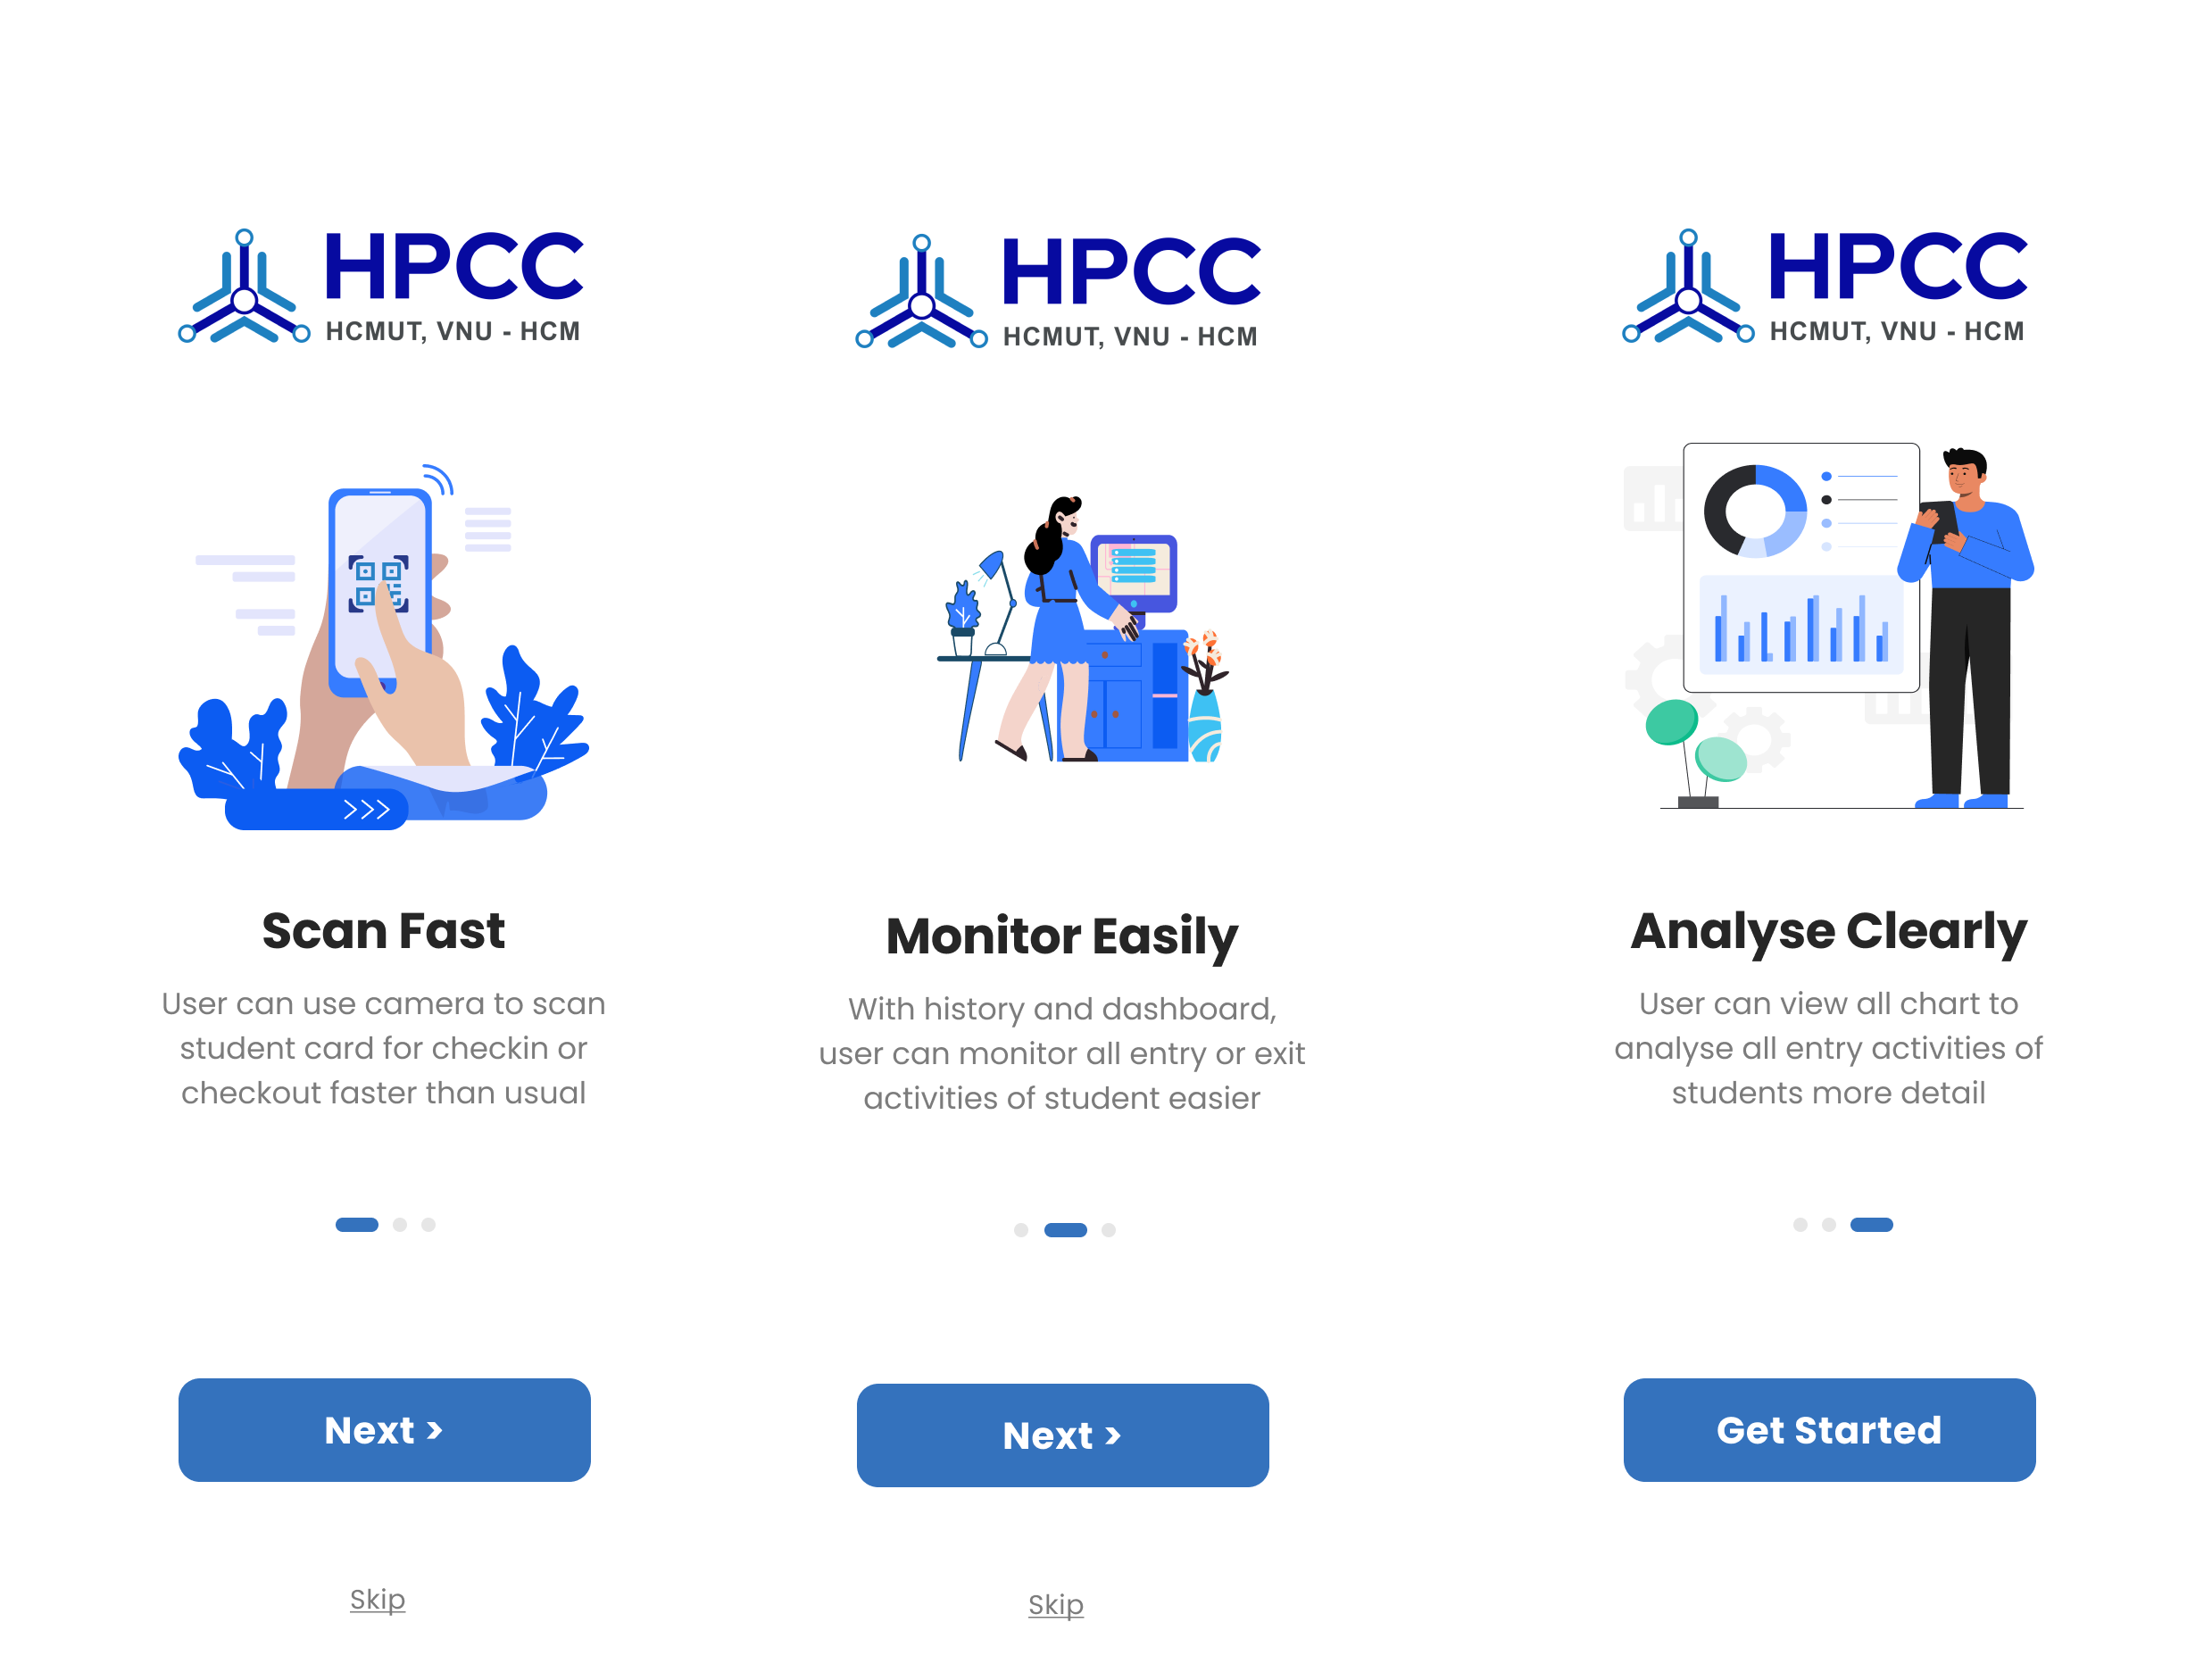 HPCC
HCMUT, VNU - HCM
Scan Fast
User can use camera to scan
student card for checkin or
checkout faster than usual
Next >
Skip
HPCC
HCMUT, VNU - HCM
Monitor Easily
With history and dashboard,
user can monitor all entry or exit
activities of student easier
Next >
Skip
HPCC
HCMUT, VNU - HCM
Analyse Clearly
User can view all chart to
analyse all entry activities of
students more detail
Get Started